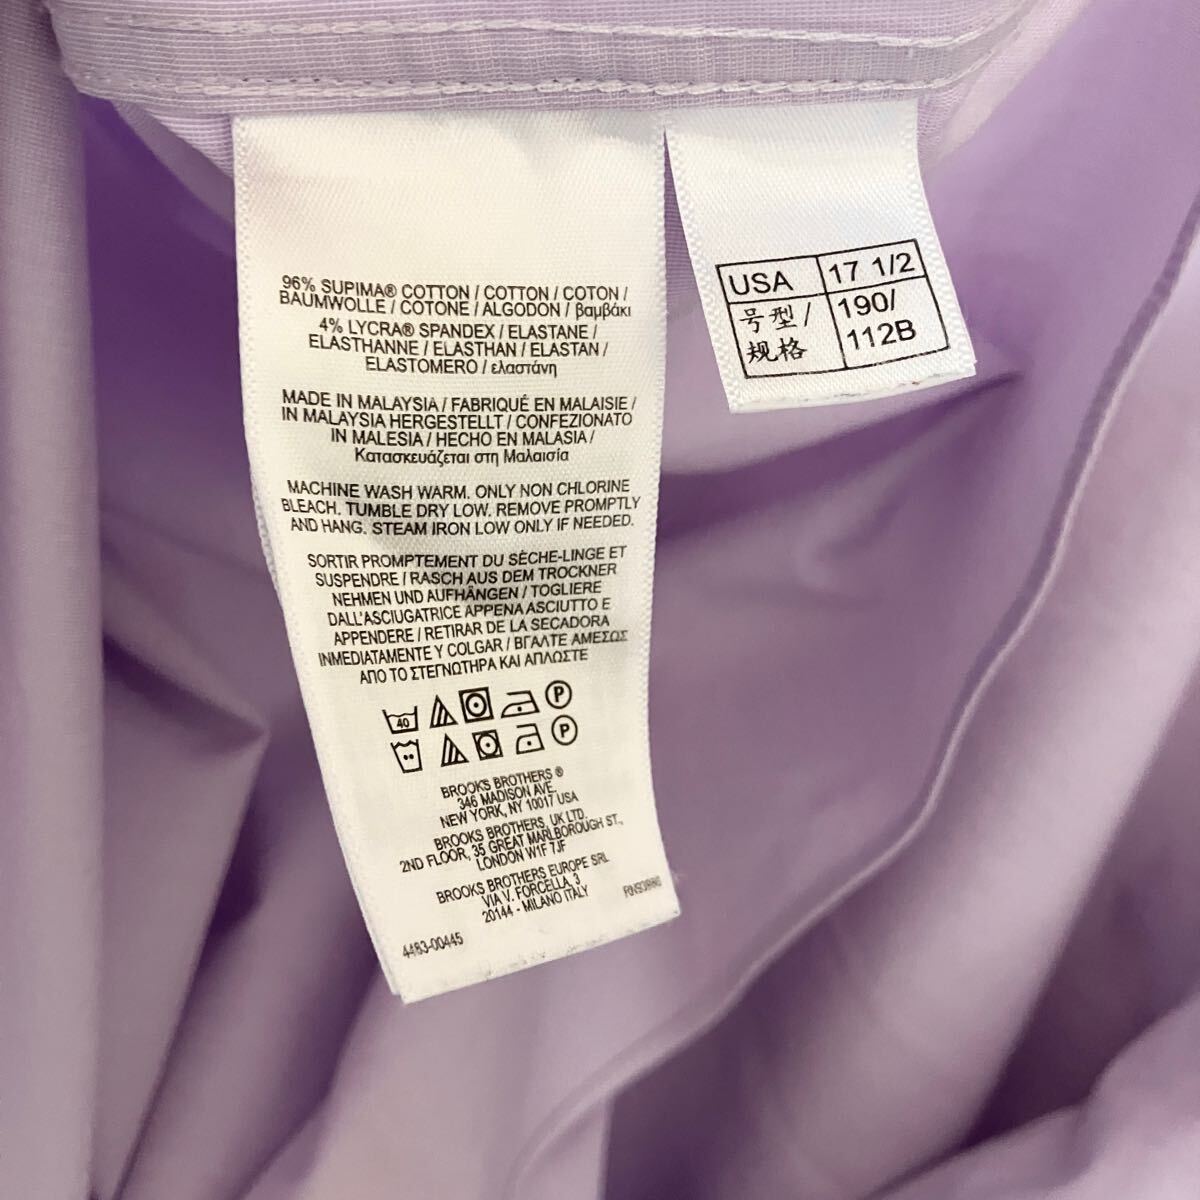 96% SUPIMA® COTTON / COTTON / COTON /
BAUMWOLLE / COTONE / ALGODON / βαμβάκι
4% LYCRA® SPANDEX / ELASTANE /
ELASTHANNE / ELASTHAN / ELASTAN /
ELASTOMERO / ελαστάνη
MADE IN MALAYSIA / FABRIQUÉ EN MALAISIE /
IN MALAYSIA HERGESTELLT / CONFEZIONATO
IN MALESIA / HECHO EN MALASIA /
Κατασκευάζεται στη Μαλαισία
MACHINE WASH WARM. ONLY NON CHLORINE
BLEACH. TUMBLE DRY LOW. REMOVE PROMPTLY
AND HANG. STEAM IRON LOW ONLY IF NEEDED.
SORTIR PROMPTEMENT DU SÈCHE-LINGE ET
SUSPENDRE / RASCH AUS DEM TROCKNER
NEHMEN UND AUFHÄNGEN / TOGLIERE
DALL'ASCIUGATRICE APPENA ASCIUTTO E
APPENDERE / RETIRAR DE LA SECADORA
INMEDIATAMENTE Y COLGAR / ΒΓΑΛΤΕ ΑΜΕΣΩΣ
ΑΠΟ ΤΟ ΣΤΕΓΝΩΤΗΡΑ ΚΑΙ ΑΠΛΩΣΤΕ
40 P
P
BROOKS BROTHERS ®
346 MADISON AVE.
NEW YORK, NY 10017 USA
BROOKS BROTHERS, UK LTD.
2ND FLOOR, 35 GREAT MARLBOROUGH ST.,
LONDON W1F 7JF
BROOKS BROTHERS EUROPE SRL
VIA V. FORCELLA, 3
20144 - MILANO ITALY
4483-00445
USA 17 1/2
号型/ 190/
规格 112B